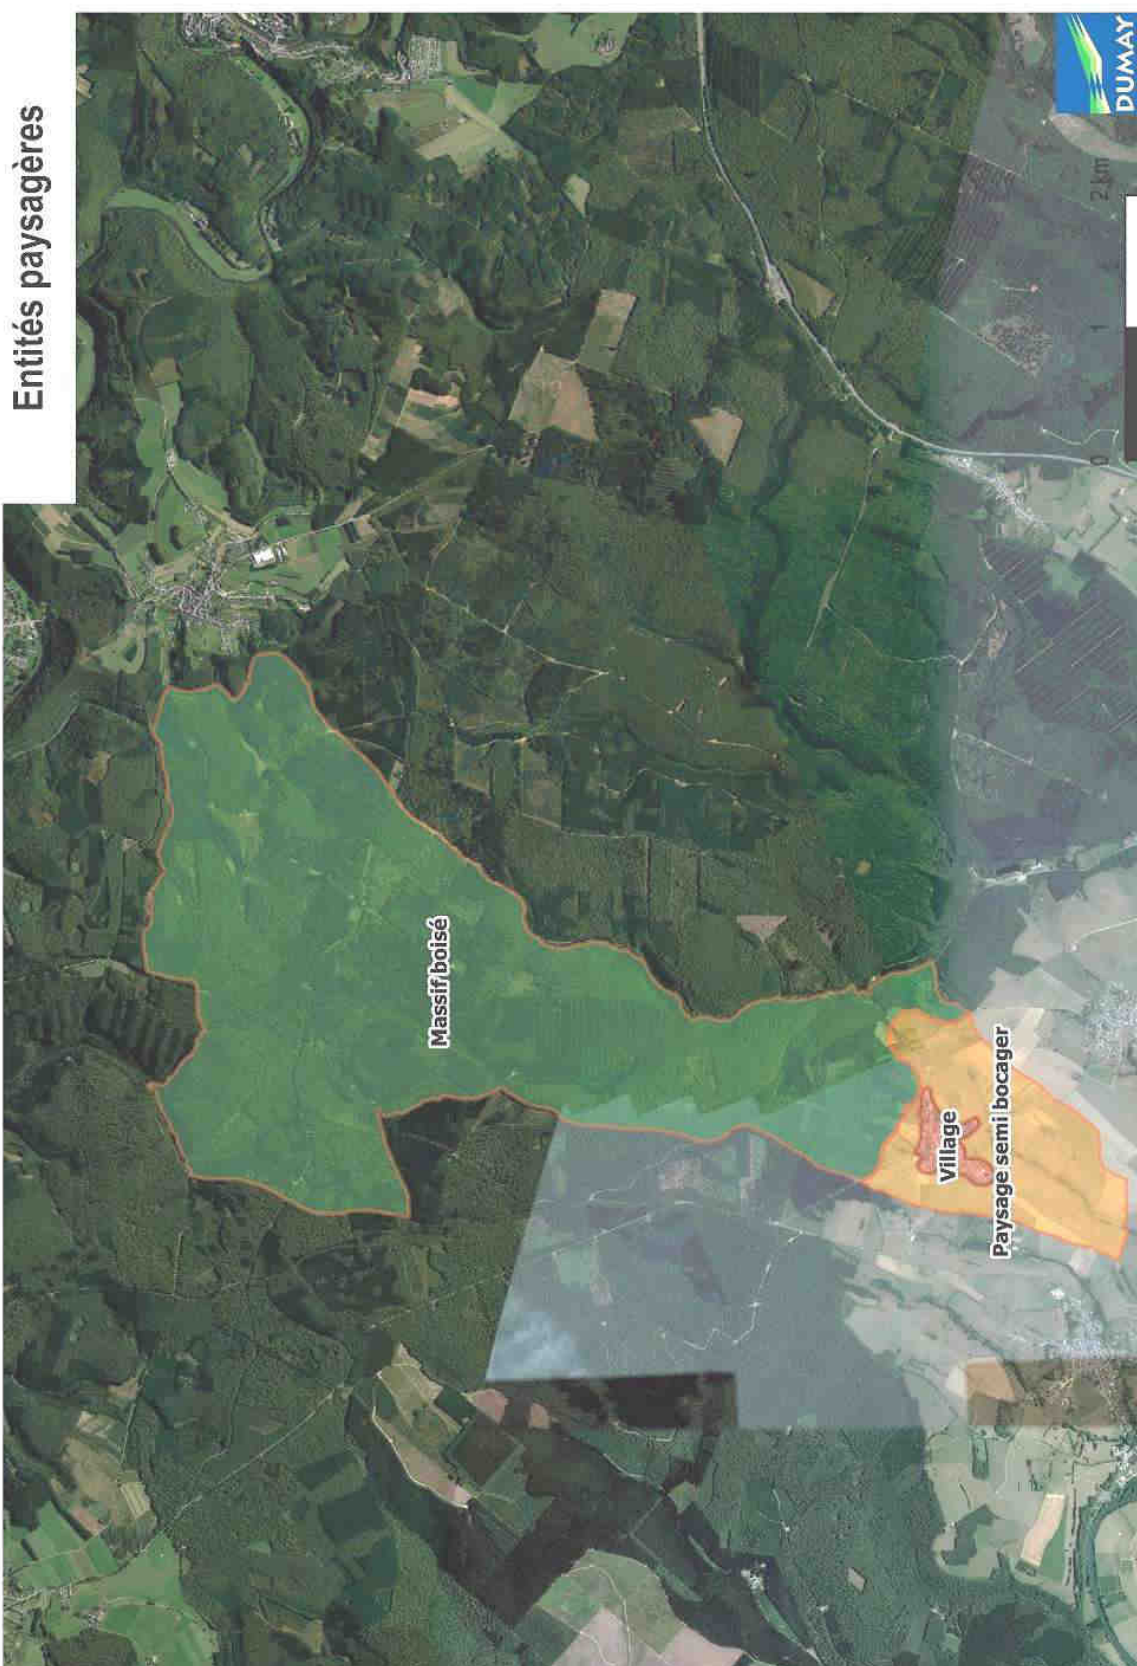 Entités paysagères
Massif boisé
Village
Paysage semi bocager
0 1 2 km
DUMAY